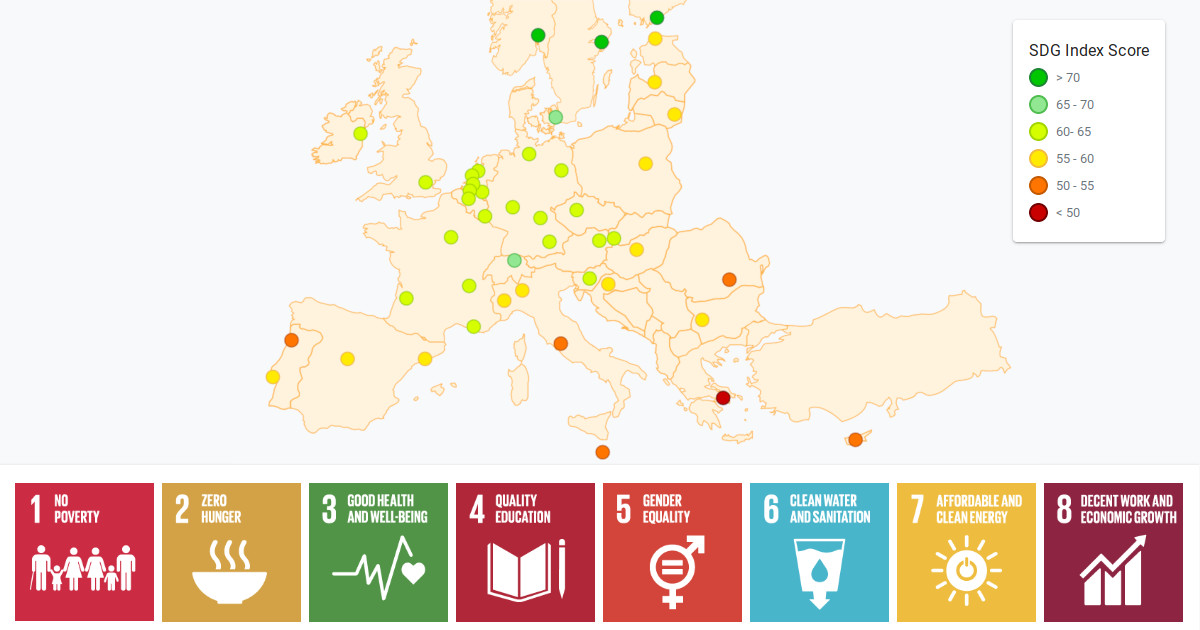 SDG Index Score
> 70
65 - 70
60- 65
55 - 60
50 - 55
< 50
1 NO
POVERTY
2 ZERO
HUNGER
3 GOOD HEALTH
AND WELL-BEING
4 QUALITY
EDUCATION
5 GENDER
EQUALITY
6 CLEAN WATER
AND SANITATION
7 AFFORDABLE AND
CLEAN ENERGY
8 DECENT WORK AND
ECONOMIC GROWTH